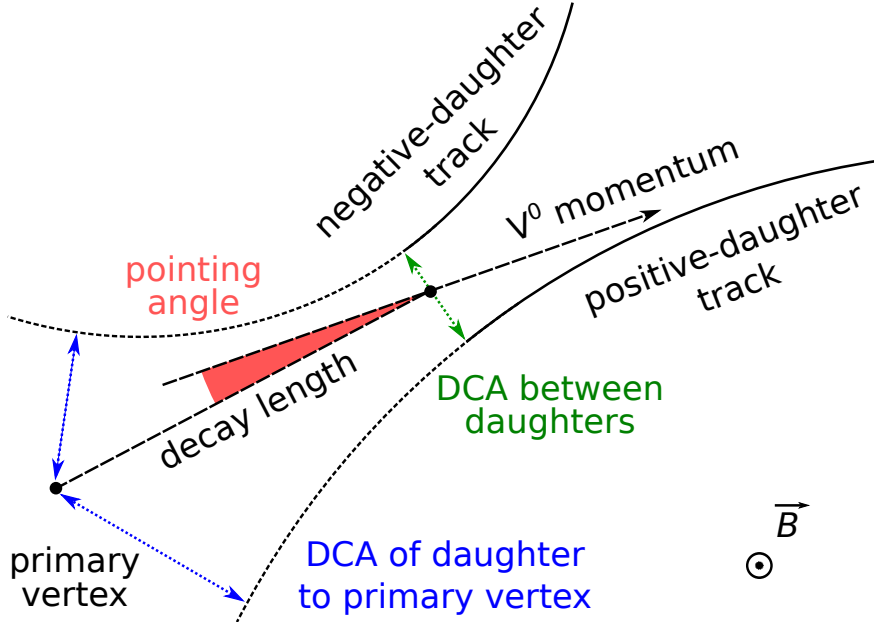 negative-daughter
track
V⁰ momentum
positive-daughter
track
pointing
angle
decay length
DCA between
daughters
primary
vertex
DCA of daughter
to primary vertex
B